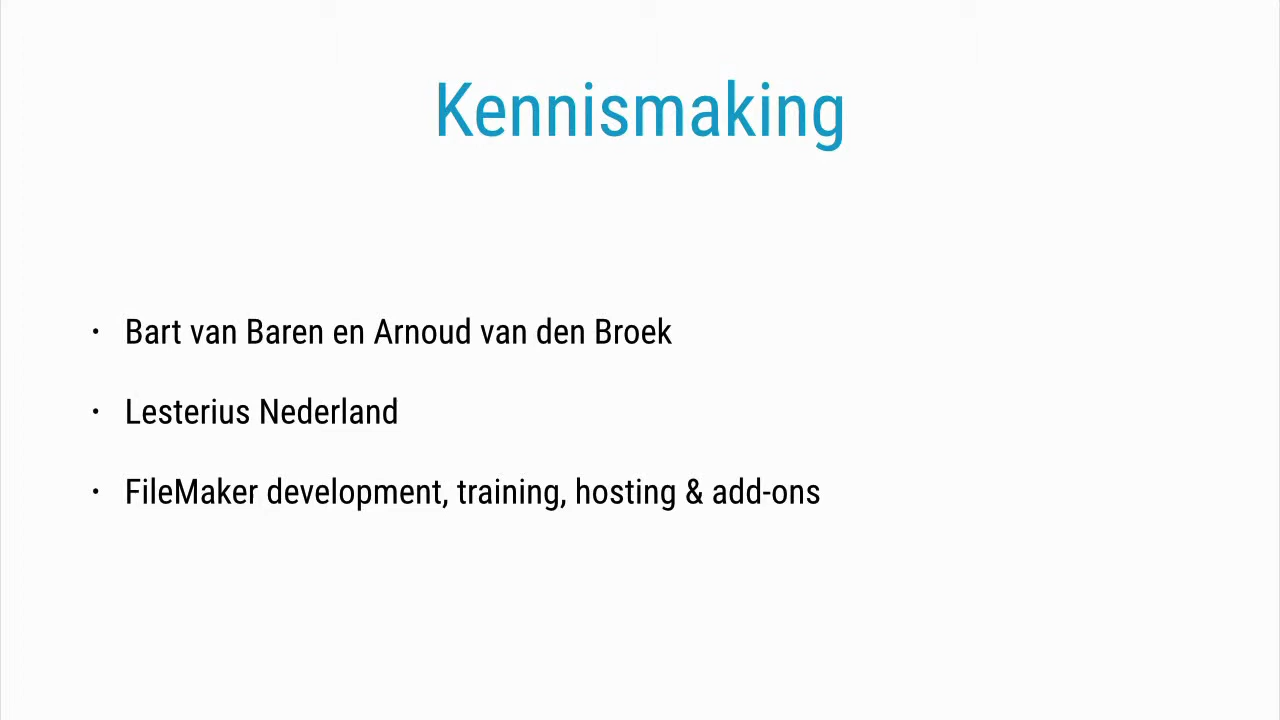 Kennismaking
• Bart van Baren en Arnoud van den Broek
• Lesterius Nederland
• FileMaker development, training, hosting & add-ons